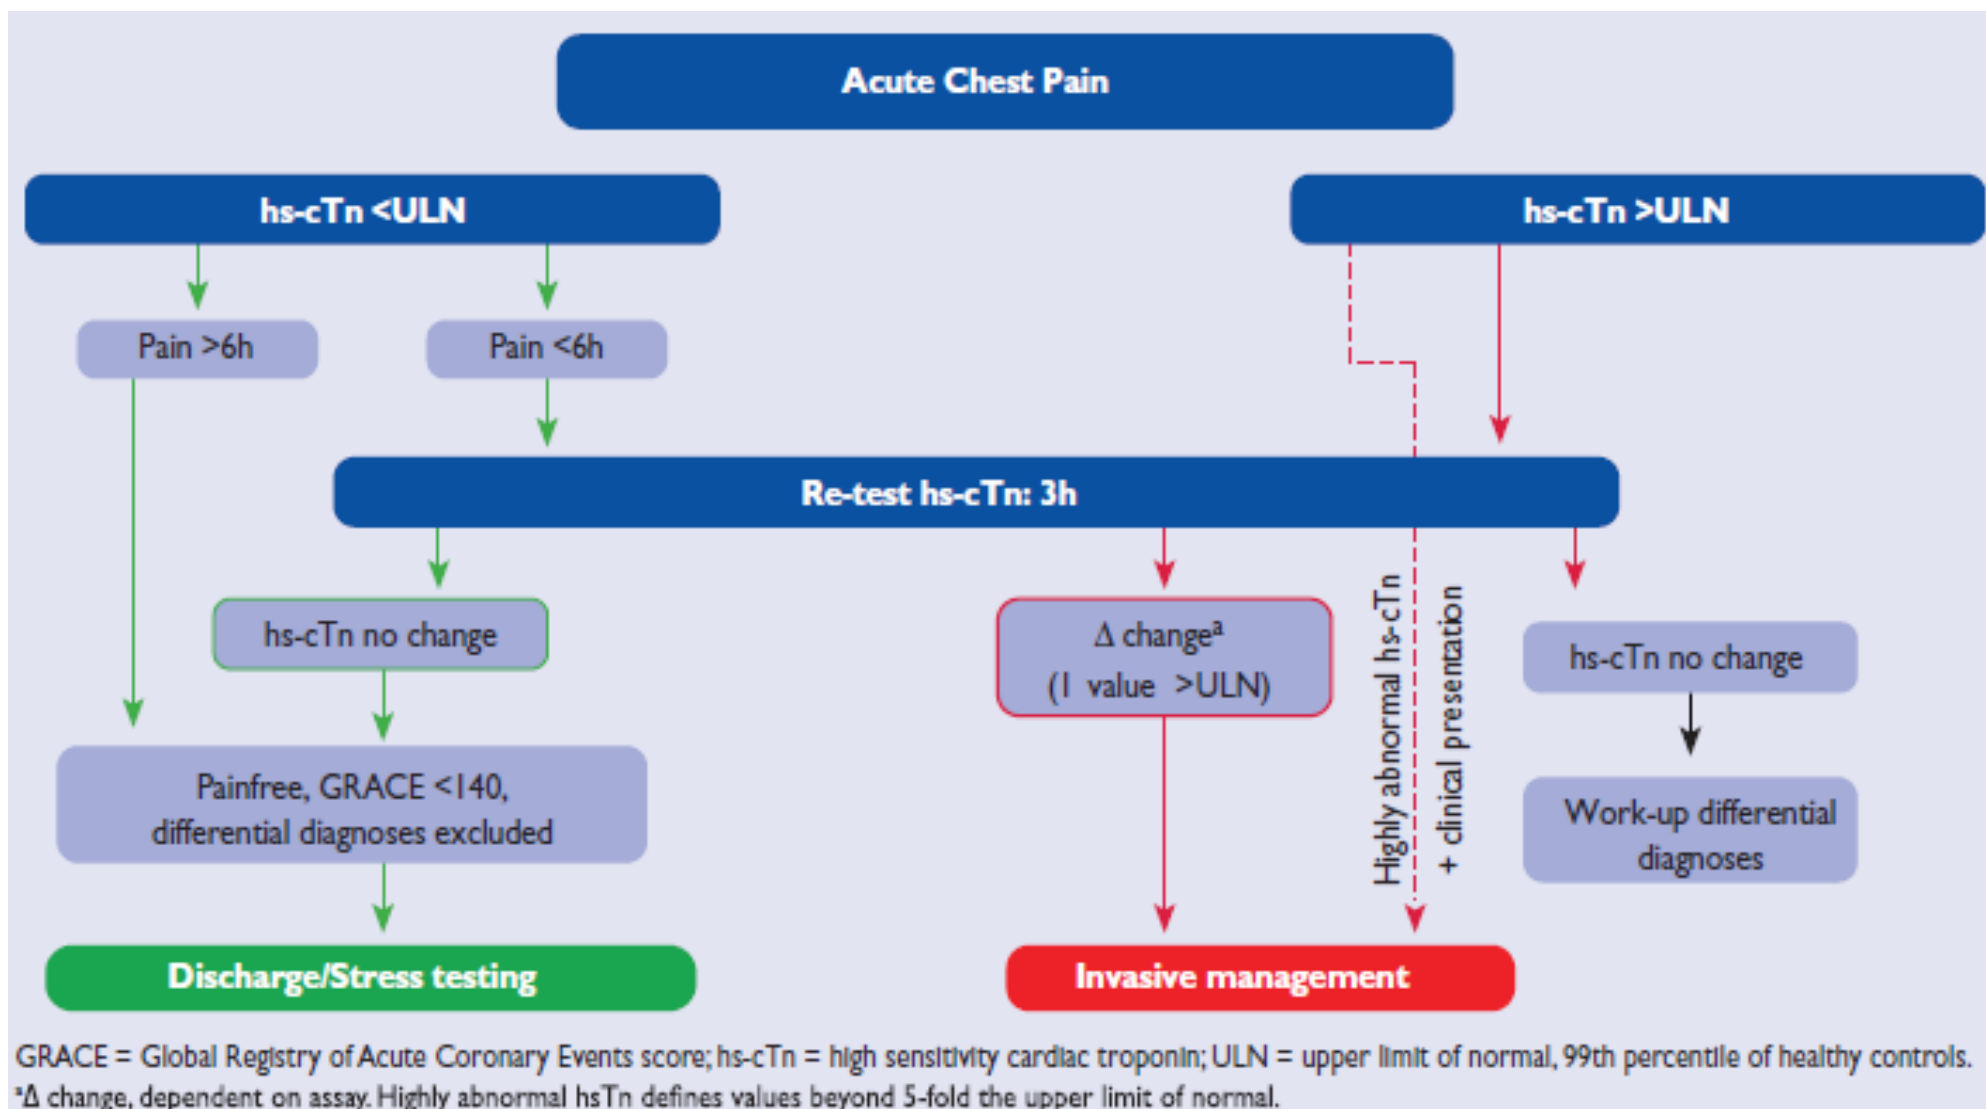 Acute Chest Pain
hs-cTn <ULN
hs-cTn >ULN
Pain >6h
Pain <6h
Re-test hs-cTn: 3h
hs-cTn no change
Δ changeª
(1 value >ULN)
Highly abnormal hs-cTn
+ clinical presentation
hs-cTn no change
Painfree, GRACE <140,
differential diagnoses excluded
Work-up differential
diagnoses
Discharge/Stress testing
Invasive management
GRACE = Global Registry of Acute Coronary Events score; hs-cTn = high sensitivity cardiac troponin; ULN = upper limit of normal, 99th percentile of healthy controls.
ªΔ change, dependent on assay. Highly abnormal hsTn defines values beyond 5-fold the upper limit of normal.